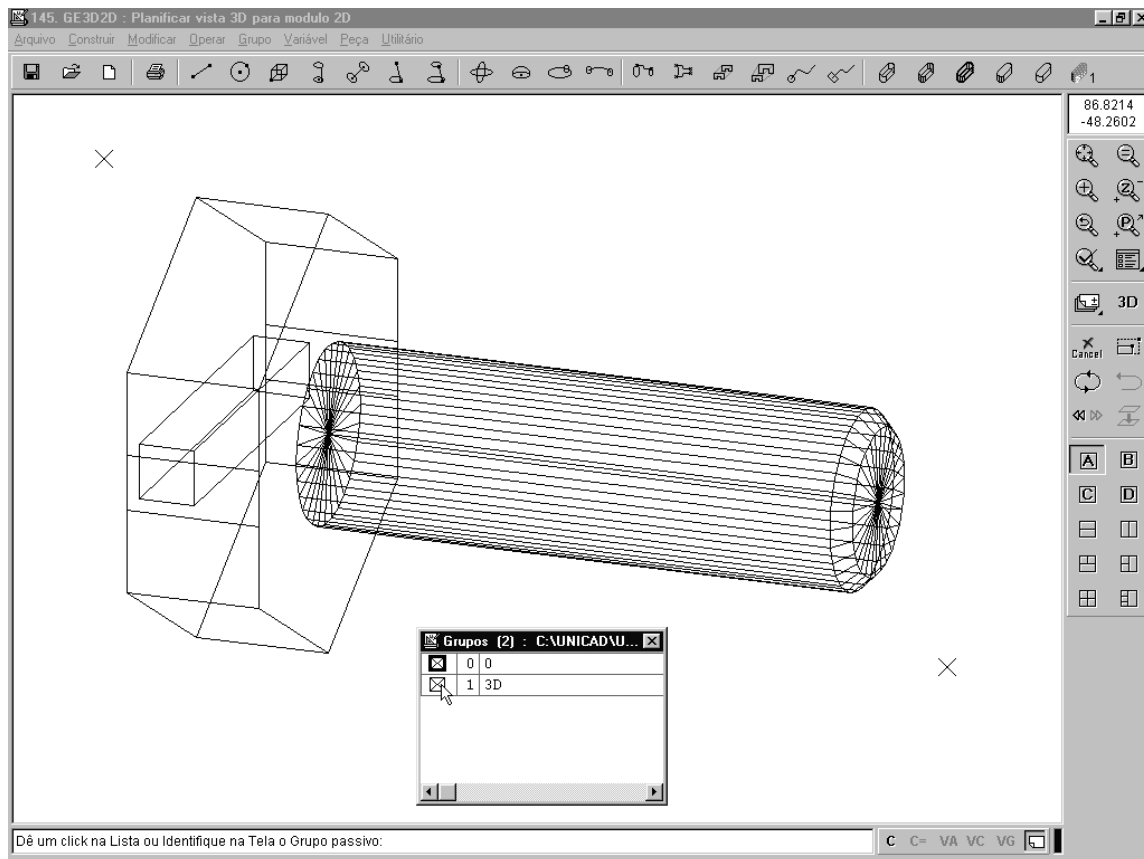 145. GE3D2D : Planificar vista 3D para modulo 2D
Arquivo Construir Modificar Operar Grupo Variável Peça Utilitário
1
86.8214
-48.2602
Z
P
3D
Cancel
A B
C D
Grupos (2) : C:\UNICAD\U...
0 0
1 3D
Dê um click na Lista ou Identifique na Tela o Grupo passivo:
C C= VA VC VG